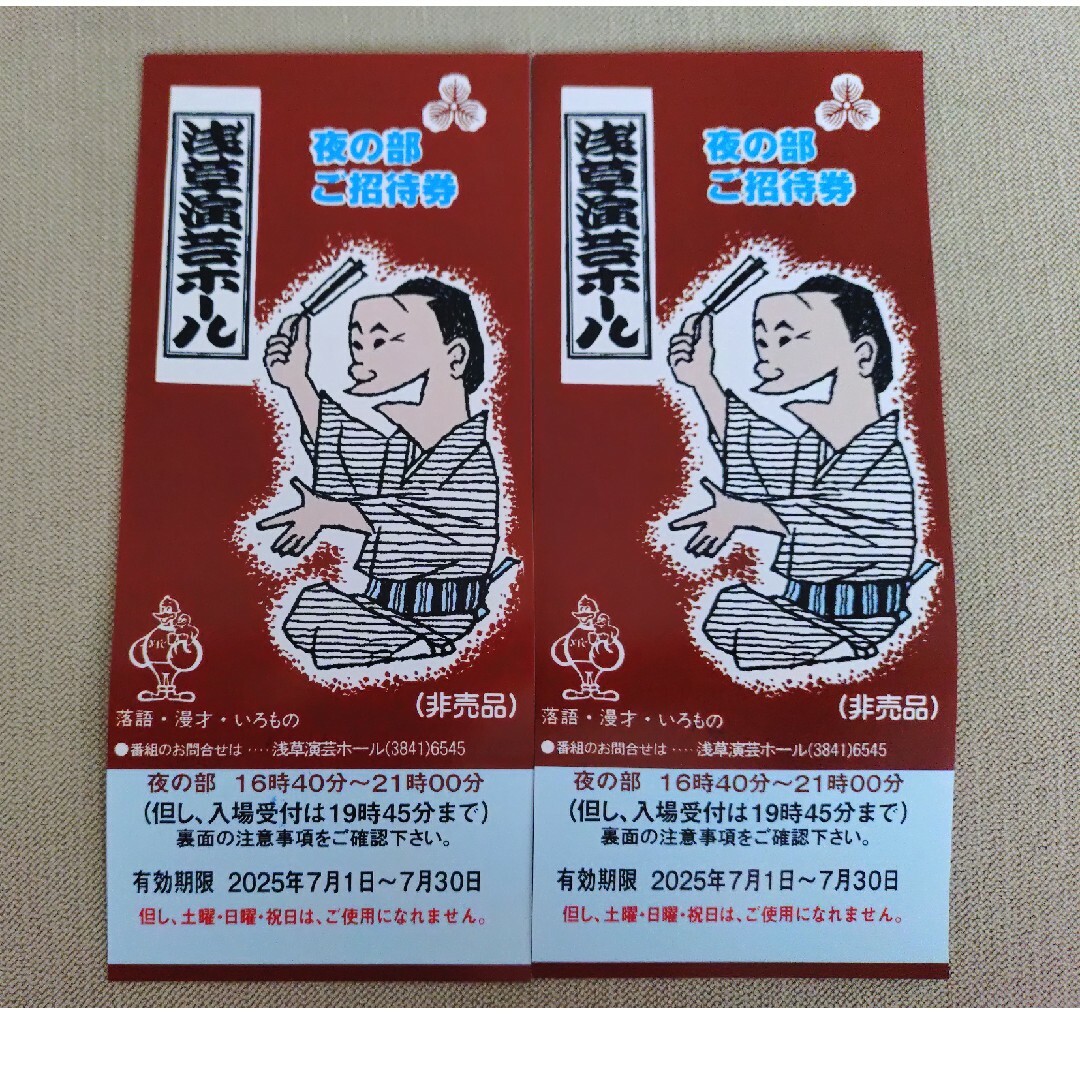 浅草演芸ホール
夜の部
ご招待券
(非売品)
落語・漫才・いろもの
●番組のお問合せは‥‥浅草演芸ホール(3841)6545
夜の部 16時40分〜21時00分
(但し、入場受付は19時45分まで)
裏面の注意事項をご確認下さい。
有効期限 2025年7月1日〜7月30日
但し、土曜・日曜・祝日は、ご使用になれません。
浅草演芸ホール
夜の部
ご招待券
(非売品)
落語・漫才・いろもの
●番組のお問合せは‥‥浅草演芸ホール(3841)6545
夜の部 16時40分〜21時00分
(但し、入場受付は19時45分まで)
裏面の注意事項をご確認下さい。
有効期限 2025年7月1日〜7月30日
但し、土曜・日曜・祝日は、ご使用になれません。